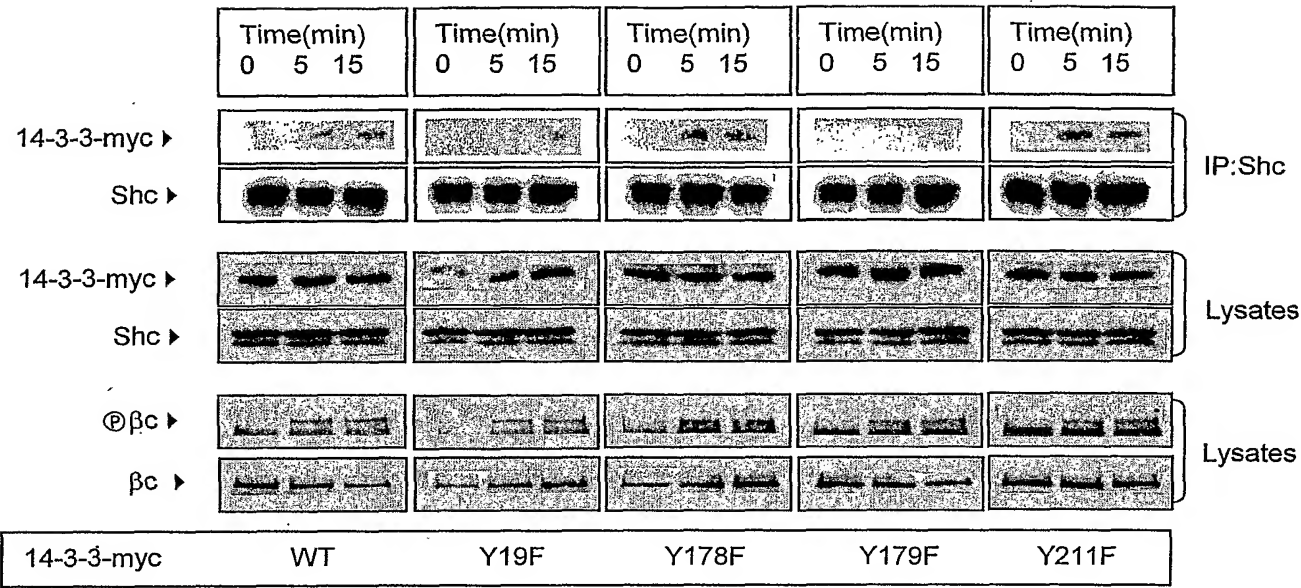 Time(min) Time(min) Time(min) Time(min) Time(min)
0 5 15 0 5 15 0 5 15 0 5 15 0 5 15
14-3-3-myc
Shc
IP:Shc
14-3-3-myc
Shc
Lysates
Ⓟβc
βc
Lysates
14-3-3-myc WT Y19F Y178F Y179F Y211F